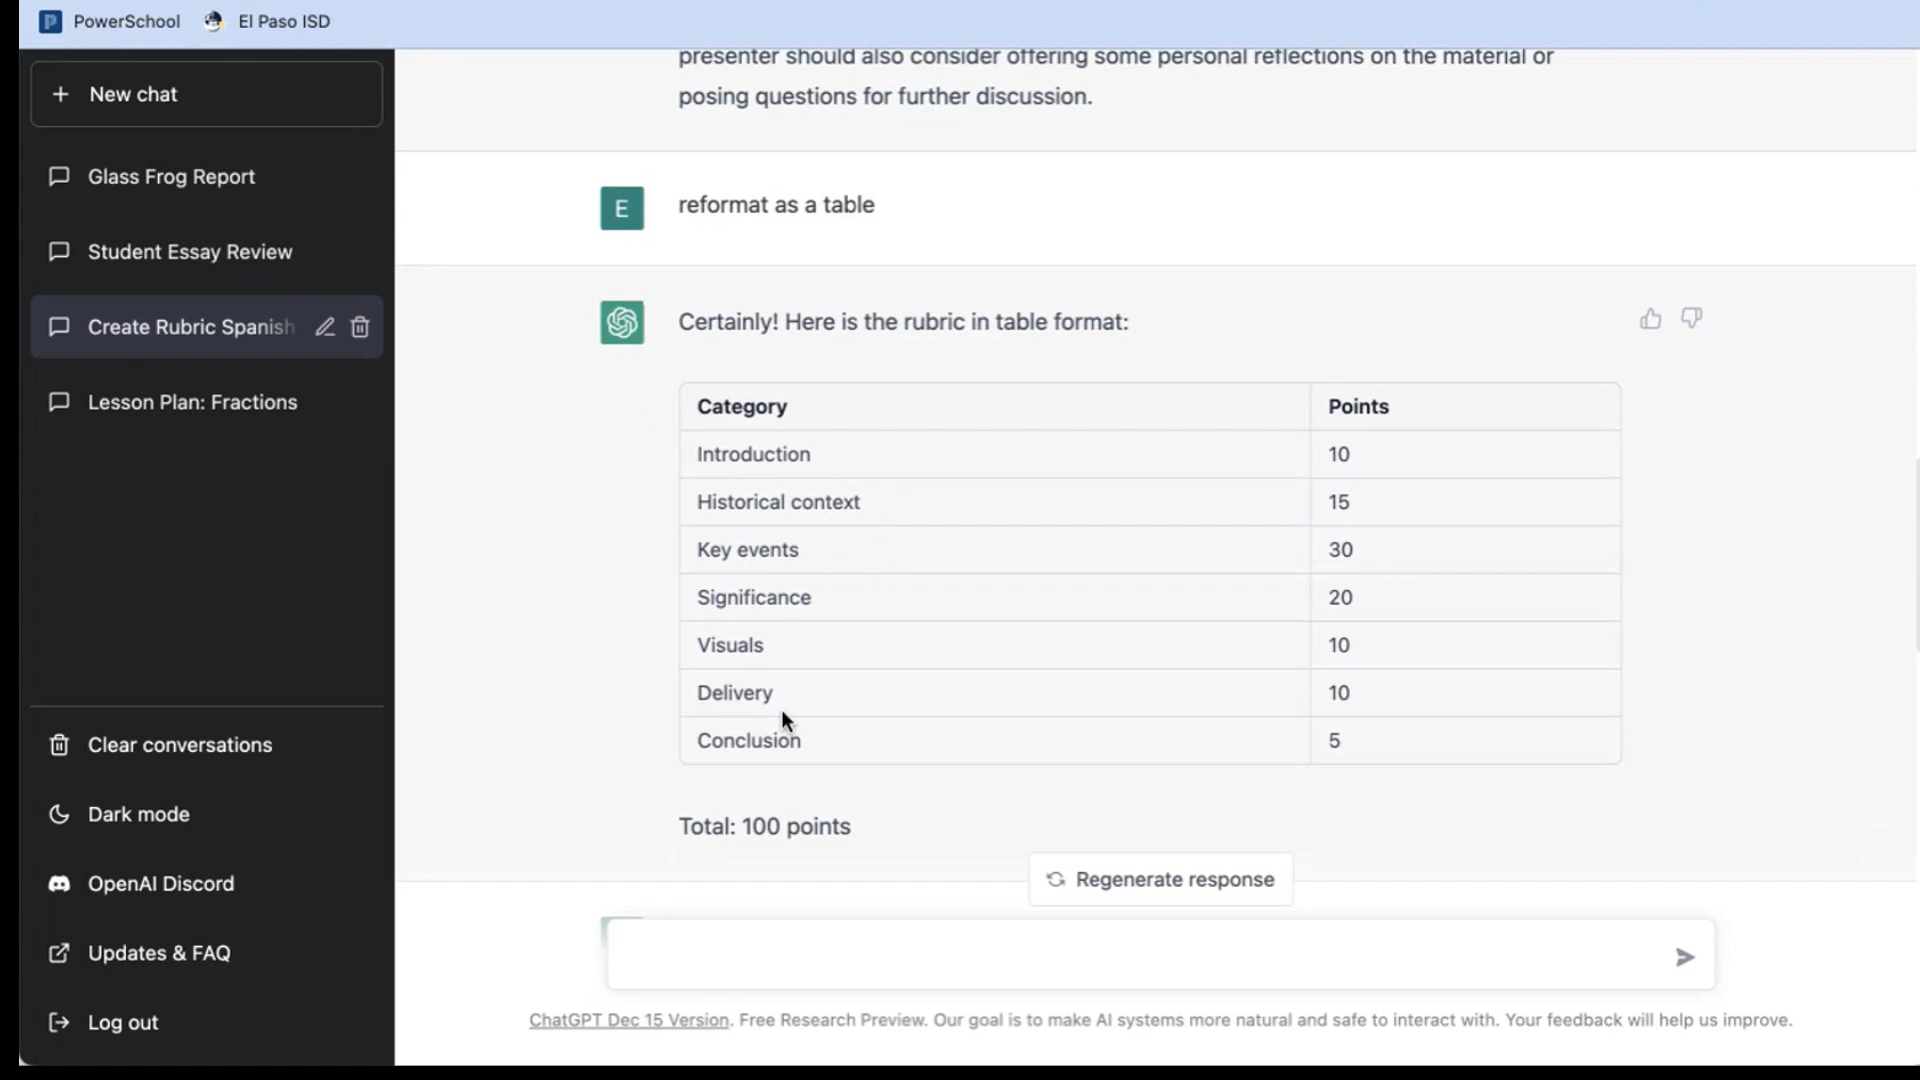 PowerSchool El Paso ISD
New chat
Glass Frog Report
Student Essay Review
Create Rubric Spanish
Lesson Plan: Fractions
Clear conversations
Dark mode
OpenAI Discord
Updates & FAQ
Log out
presenter should also consider offering some personal reflections on the material or
posing questions for further discussion.
E reformat as a table
Certainly! Here is the rubric in table format:
Category Points
Introduction 10
Historical context 15
Key events 30
Significance 20
Visuals 10
Delivery 10
Conclusion 5
Total: 100 points
Regenerate response
ChatGPT Dec 15 Version. Free Research Preview. Our goal is to make AI systems more natural and safe to interact with. Your feedback will help us improve.